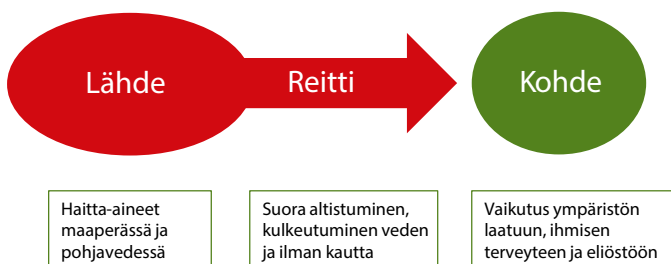 Lähde
Reitti
Kohde
Haitta-aineet
maaperässä ja
pohjavedessä
Suora altistuminen,
kulkeutuminen veden
ja ilman kautta
Vaikutus ympäristön
laatuun, ihmisen
terveyteen ja eliöstöön